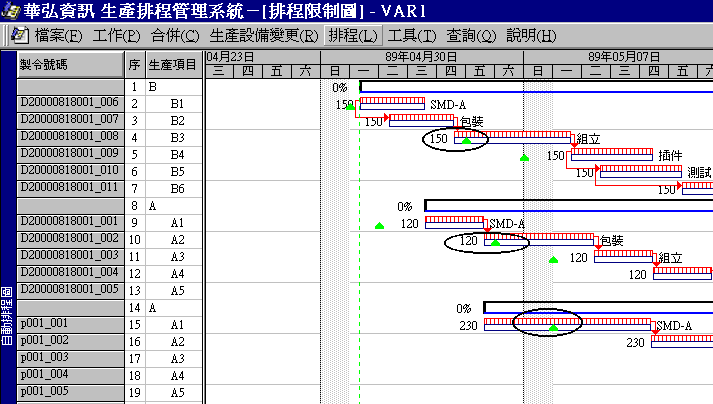 華弘資訊 生產排程管理系統－[排程限制圖] - VAR1
檔案(F) 工作(P) 合併(C) 生產設備變更(R) 排程(L) 工具(T) 查詢(Q) 說明(H)
製令號碼 序 生產項目 04月23日 89年04月30日 89年05月07日
三 四 五 六 日 一 二 三 四 五 六 日 一 二 三 四 五
1 B 0%
D20000818001_006 2 B1 150 SMD-A
D20000818001_007 3 B2 150 包裝
D20000818001_008 4 B3 150 組立
D20000818001_009 5 B4 150 插件
D20000818001_010 6 B5 150 測試
D20000818001_011 7 B6 150
8 A 0%
D20000818001_001 9 A1 120 SMD-A
D20000818001_002 10 A2 120 包裝
D20000818001_003 11 A3 120 組立
D20000818001_004 12 A4 120
D20000818001_005 13 A5
14 A 0%
p001_001 15 A1 230 SMD-A
p001_002 16 A2 230
p001_003 17 A3
p001_004 18 A4
p001_005 19 A5
自動排程圖